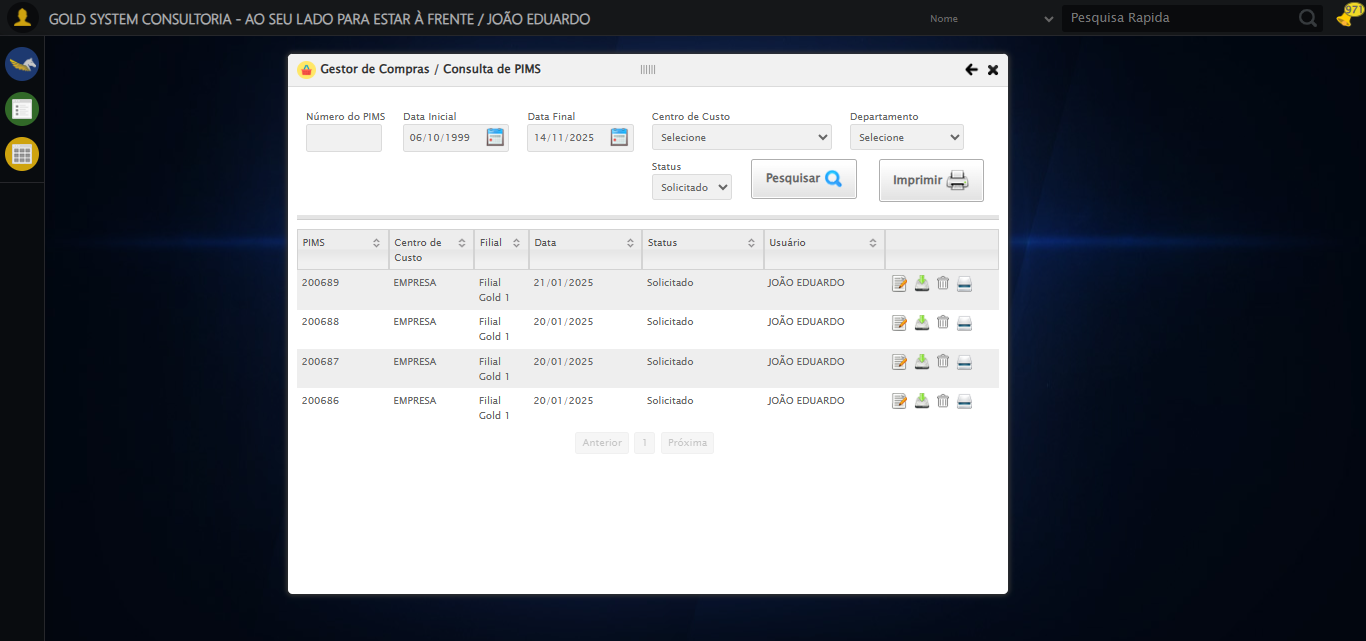 GOLD SYSTEM CONSULTORIA - AO SEU LADO PARA ESTAR À FRENTE / JOÃO EDUARDO
Nome
Pesquisa Rapida
971
Gestor de Compras / Consulta de PIMS
Número do PIMS
Data Inicial
Data Final
Centro de Custo
Departamento
06/10/1999
14/11/2025
Selecione
Selecione
Status
Solicitado
Pesquisar
Imprimir
PIMS
Centro de Custo
Filial
Data
Status
Usuário
200689 EMPRESA Filial Gold 1 21/01/2025 Solicitado JOÃO EDUARDO
200688 EMPRESA Filial Gold 1 20/01/2025 Solicitado JOÃO EDUARDO
200687 EMPRESA Filial Gold 1 20/01/2025 Solicitado JOÃO EDUARDO
200686 EMPRESA Filial Gold 1 20/01/2025 Solicitado JOÃO EDUARDO
Anterior 1 Próxima